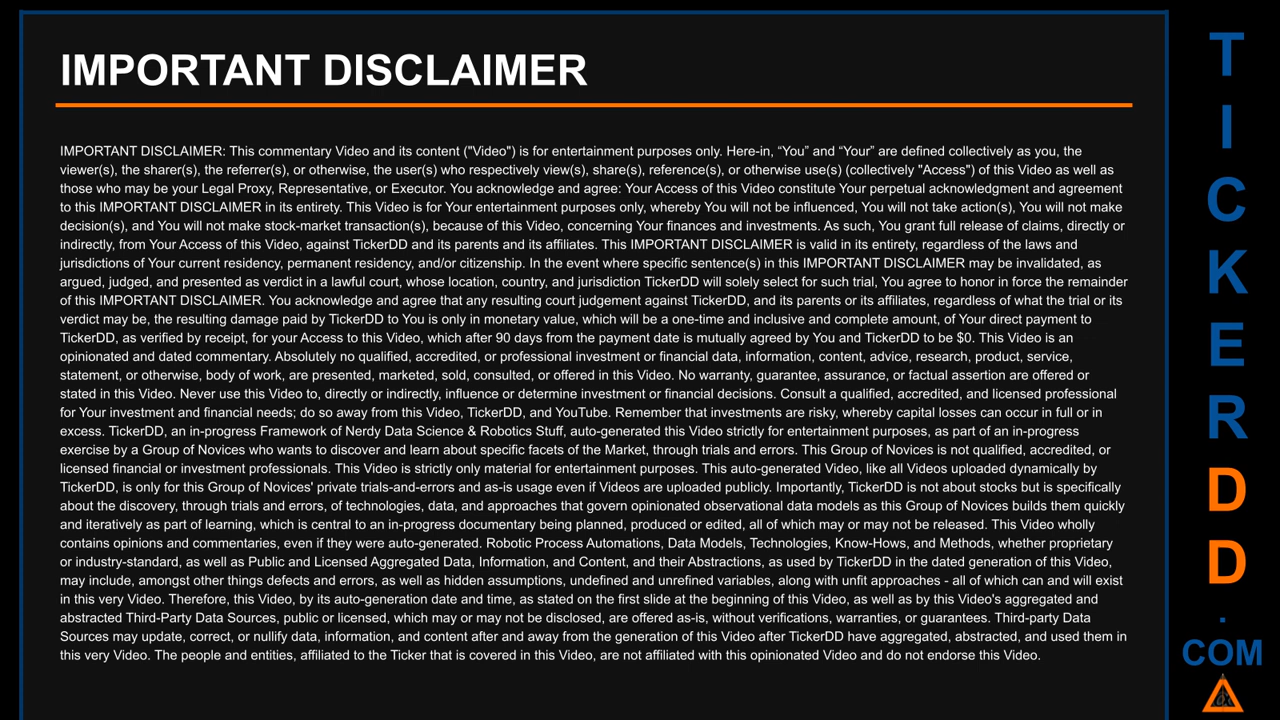 IMPORTANT DISCLAIMER
IMPORTANT DISCLAIMER: This commentary Video and its content ("Video") is for entertainment purposes only. Here-in, “You” and “Your” are defined collectively as you, the
viewer(s), the sharer(s), the referrer(s), or otherwise, the user(s) who respectively view(s), share(s), reference(s), or otherwise use(s) (collectively "Access") of this Video as well as
those who may be your Legal Proxy, Representative, or Executor. You acknowledge and agree: Your Access of this Video constitute Your perpetual acknowledgment and agreement
to this IMPORTANT DISCLAIMER in its entirety. This Video is for Your entertainment purposes only, whereby You will not be influenced, You will not take action(s), You will not make
decision(s), and You will not make stock-market transaction(s), because of this Video, concerning Your finances and investments. As such, You grant full release of claims, directly or
indirectly, from Your Access of this Video, against TickerDD and its parents and its affiliates. This IMPORTANT DISCLAIMER is valid in its entirety, regardless of the laws and
jurisdictions of Your current residency, permanent residency, and/or citizenship. In the event where specific sentence(s) in this IMPORTANT DISCLAIMER may be invalidated, as
argued, judged, and presented as verdict in a lawful court, whose location, country, and jurisdiction TickerDD will solely select for such trial, You agree to honor in force the remainder
of this IMPORTANT DISCLAIMER. You acknowledge and agree that any resulting court judgement against TickerDD, and its parents or its affiliates, regardless of what the trial or its
verdict may be, the resulting damage paid by TickerDD to You is only in monetary value, which will be a one-time and inclusive and complete amount, of Your direct payment to
TickerDD, as verified by receipt, for your Access to this Video, which after 90 days from the payment date is mutually agreed by You and TickerDD to be $0. This Video is an
opinionated and dated commentary. Absolutely no qualified, accredited, or professional investment or financial data, information, content, advice, research, product, service,
statement, or otherwise, body of work, are presented, marketed, sold, consulted, or offered in this Video. No warranty, guarantee, assurance, or factual assertion are offered or
stated in this Video. Never use this Video to, directly or indirectly, influence or determine investment or financial decisions. Consult a qualified, accredited, and licensed professional
for Your investment and financial needs; do so away from this Video, TickerDD, and YouTube. Remember that investments are risky, whereby capital losses can occur in full or in
excess. TickerDD, an in-progress Framework of Nerdy Data Science & Robotics Stuff, auto-generated this Video strictly for entertainment purposes, as part of an in-progress
exercise by a Group of Novices who wants to discover and learn about specific facets of the Market, through trials and errors. This Group of Novices is not qualified, accredited, or
licensed financial or investment professionals. This Video is strictly only material for entertainment purposes. This auto-generated Video, like all Videos uploaded dynamically by
TickerDD, is only for this Group of Novices' private trials-and-errors and as-is usage even if Videos are uploaded publicly. Importantly, TickerDD is not about stocks but is specifically
about the discovery, through trials and errors, of technologies, data, and approaches that govern opinionated observational data models as this Group of Novices builds them quickly
and iteratively as part of learning, which is central to an in-progress documentary being planned, produced or edited, all of which may or may not be released. This Video wholly
contains opinions and commentaries, even if they were auto-generated. Robotic Process Automations, Data Models, Technologies, Know-Hows, and Methods, whether proprietary
or industry-standard, as well as Public and Licensed Aggregated Data, Information, and Content, and their Abstractions, as used by TickerDD in the dated generation of this Video,
may include, amongst other things defects and errors, as well as hidden assumptions, undefined and unrefined variables, along with unfit approaches - all of which can and will exist
in this very Video. Therefore, this Video, by its auto-generation date and time, as stated on the first slide at the beginning of this Video, as well as by this Video's aggregated and
abstracted Third-Party Data Sources, public or licensed, which may or may not be disclosed, are offered as-is, without verifications, warranties, or guarantees. Third-party Data
Sources may update, correct, or nullify data, information, and content after and away from the generation of this Video after TickerDD have aggregated, abstracted, and used them in
this very Video. The people and entities, affiliated to the Ticker that is covered in this Video, are not affiliated with this opinionated Video and do not endorse this Video.
T
I
C
K
E
R
D
D
.
COM